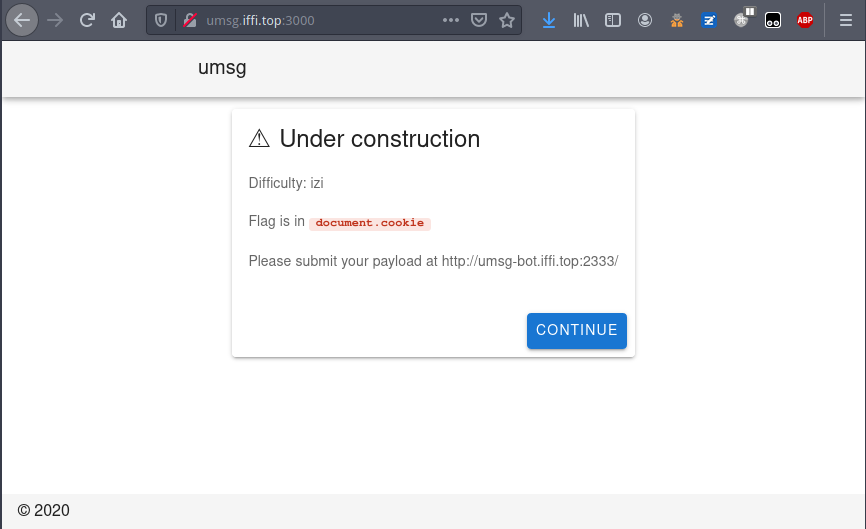 umsg.iffi.top:3000
ABP
umsg
⚠ Under construction
Difficulty: izi
Flag is in document.cookie
Please submit your payload at http://umsg-bot.iffi.top:2333/
CONTINUE
© 2020